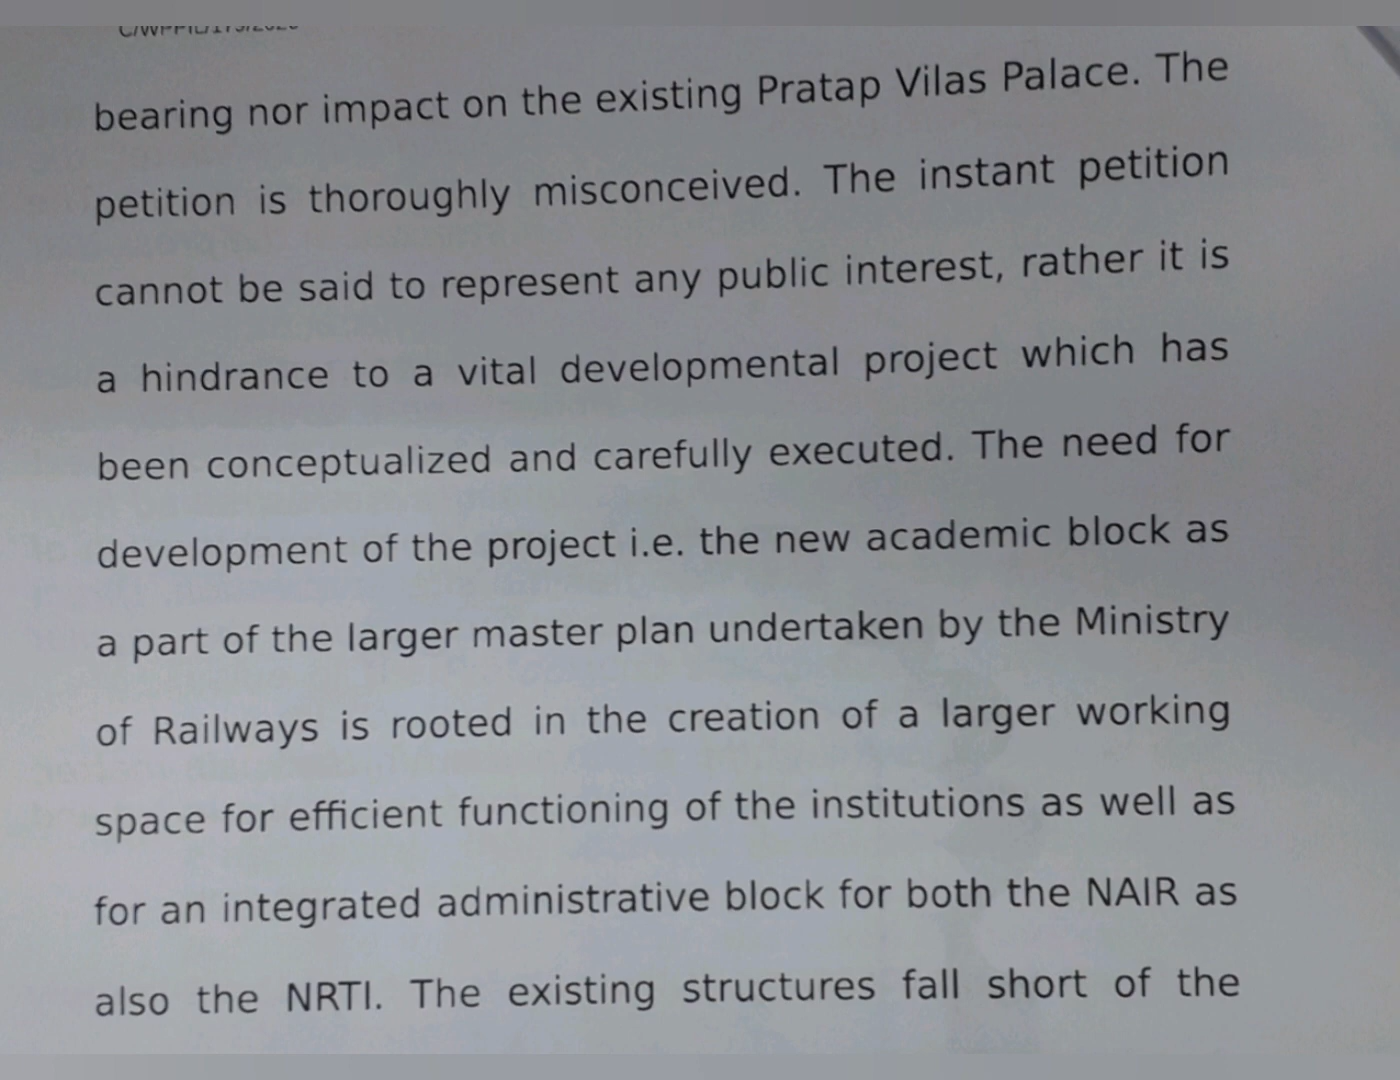 bearing nor impact on the existing Pratap Vilas Palace. The
petition is thoroughly misconceived. The instant petition
cannot be said to represent any public interest, rather it is
a hindrance to a vital developmental project which has
been conceptualized and carefully executed. The need for
development of the project i.e. the new academic block as
a part of the larger master plan undertaken by the Ministry
of Railways is rooted in the creation of a larger working
space for efficient functioning of the institutions as well as
for an integrated administrative block for both the NAIR as
also the NRTI. The existing structures fall short of the